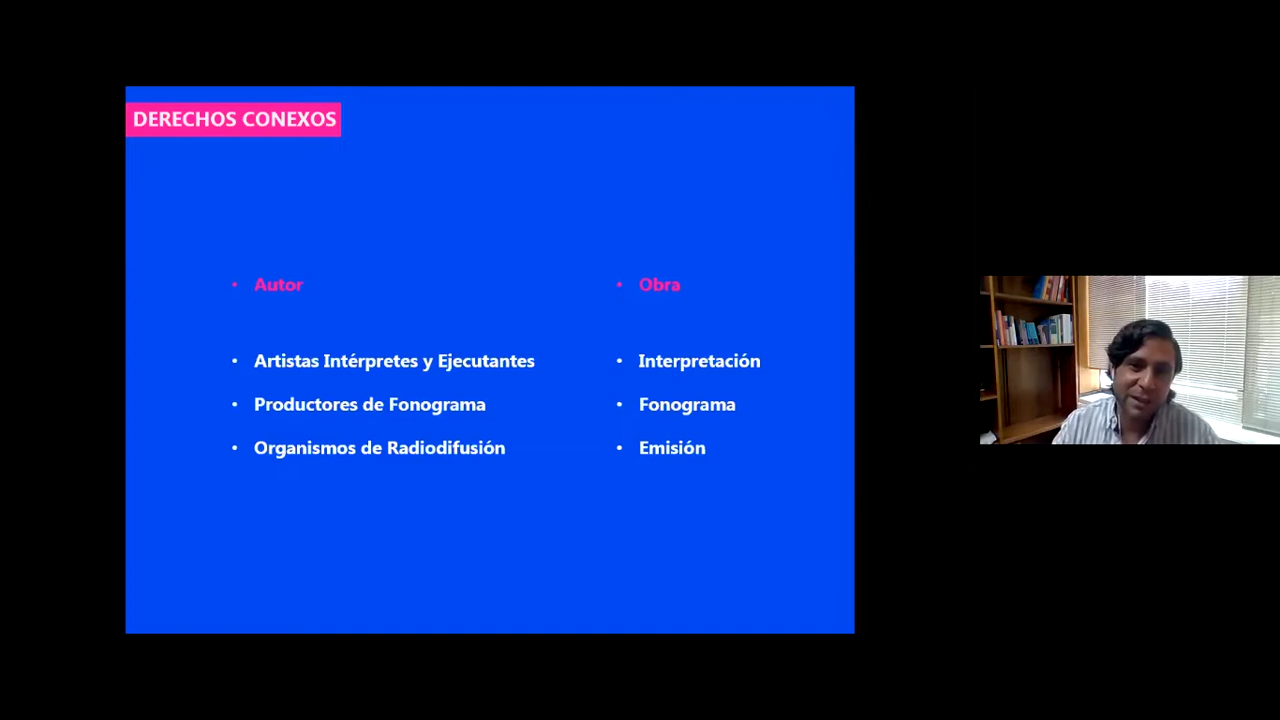 DERECHOS CONEXOS
• Autor
• Obra
• Artistas Intérpretes y Ejecutantes
• Interpretación
• Productores de Fonograma
• Fonograma
• Organismos de Radiodifusión
• Emisión